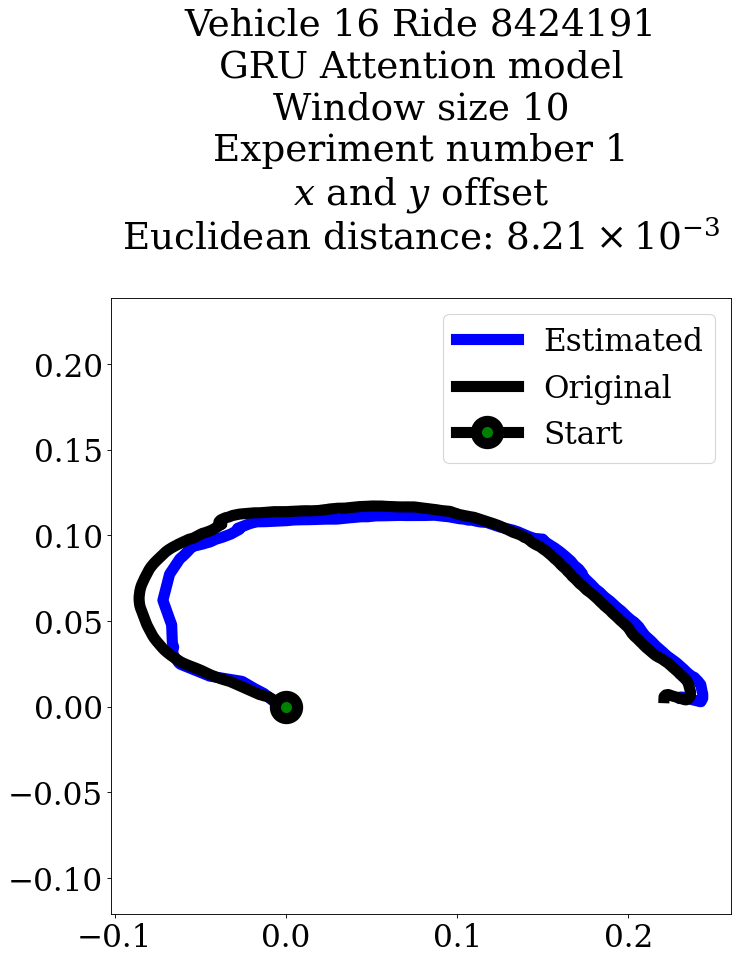 Vehicle 16 Ride 8424191
GRU Attention model
Window size 10
Experiment number 1
x and y offset
Euclidean distance: 8.21 × 10⁻³
Estimated
Original
Start
0.20
0.15
0.10
0.05
0.00
−0.05
−0.10
−0.1 0.0 0.1 0.2